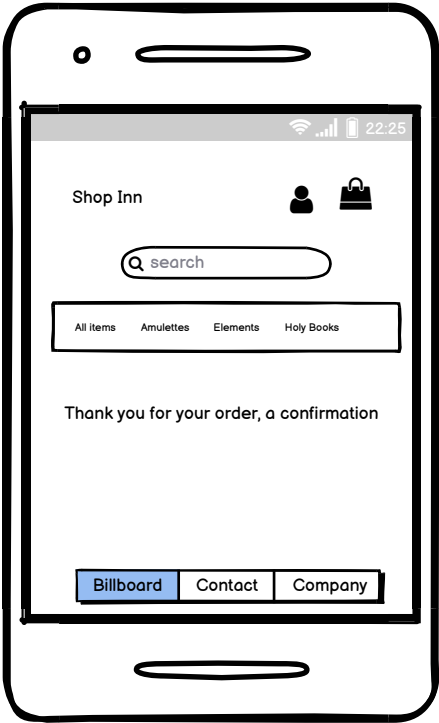 22:25
Shop Inn
search
All items Amulettes Elements Holy Books
Thank you for your order, a confirmation
Billboard Contact Company